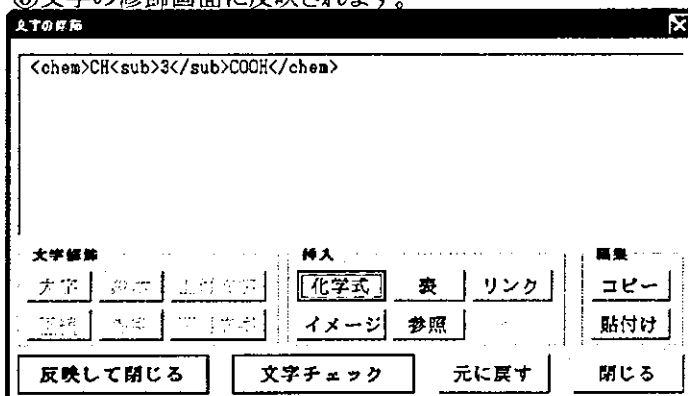 ⑥文字の修飾画面に反映されます。
文字の修飾
<chem>CH<sub>3</sub>COOH</chem>
文字修飾 挿入 編集
太字 化学式 表 リンク コピー
イメージ 参照 貼付け
反映して閉じる 文字チェック 元に戻す 閉じる